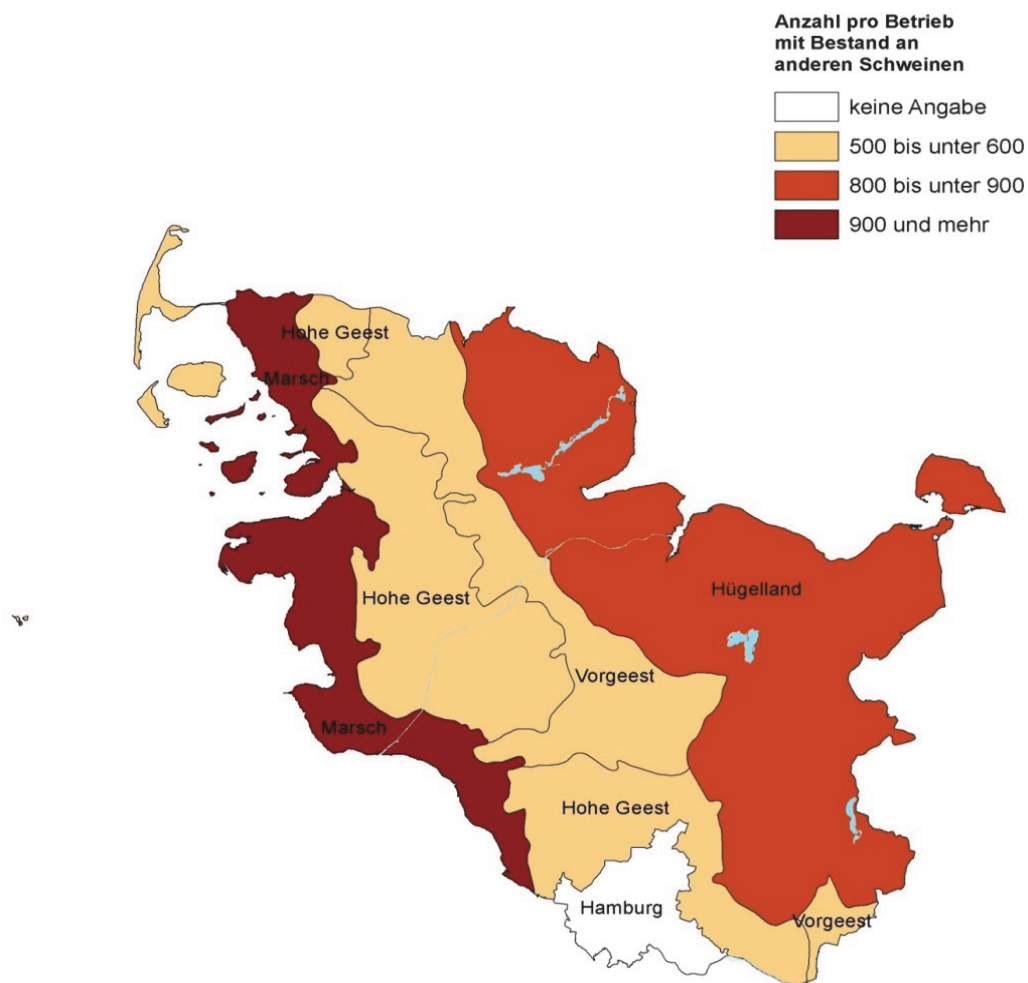 Anzahl pro Betrieb
mit Bestand an
anderen Schweinen
keine Angabe
500 bis unter 600
800 bis unter 900
900 und mehr
Hohe Geest
Marsch
Hügelland
Hohe Geest
Vorgeest
Marsch
Hohe Geest
Hamburg
Vorgeest